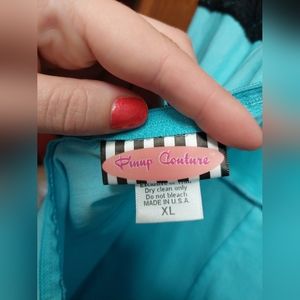 Pinup Couture
Dry clean only
Do not bleach
MADE IN U.S.A.
XL